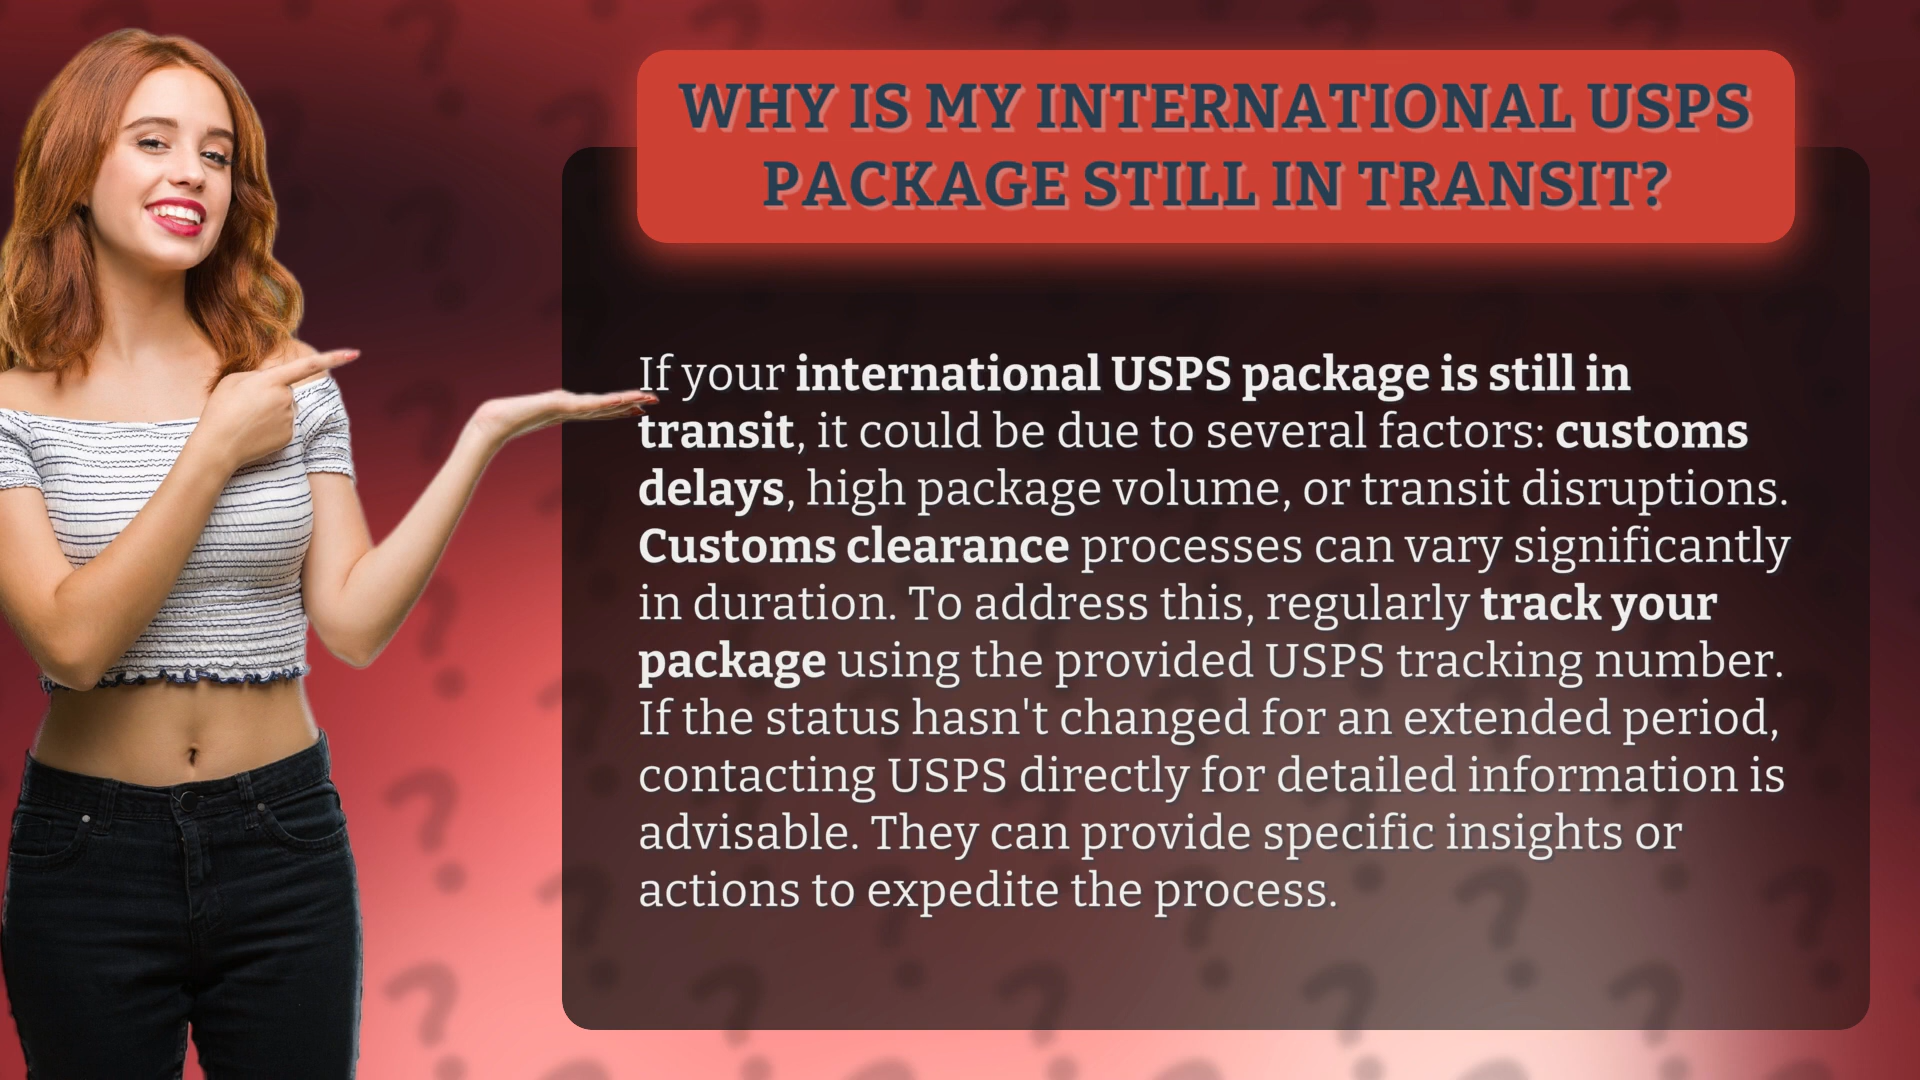 WHY IS MY INTERNATIONAL USPS
PACKAGE STILL IN TRANSIT?
If your international USPS package is still in
transit, it could be due to several factors: customs
delays, high package volume, or transit disruptions.
Customs clearance processes can vary significantly
in duration. To address this, regularly track your
package using the provided USPS tracking number.
If the status hasn't changed for an extended period,
contacting USPS directly for detailed information is
advisable. They can provide specific insights or
actions to expedite the process.